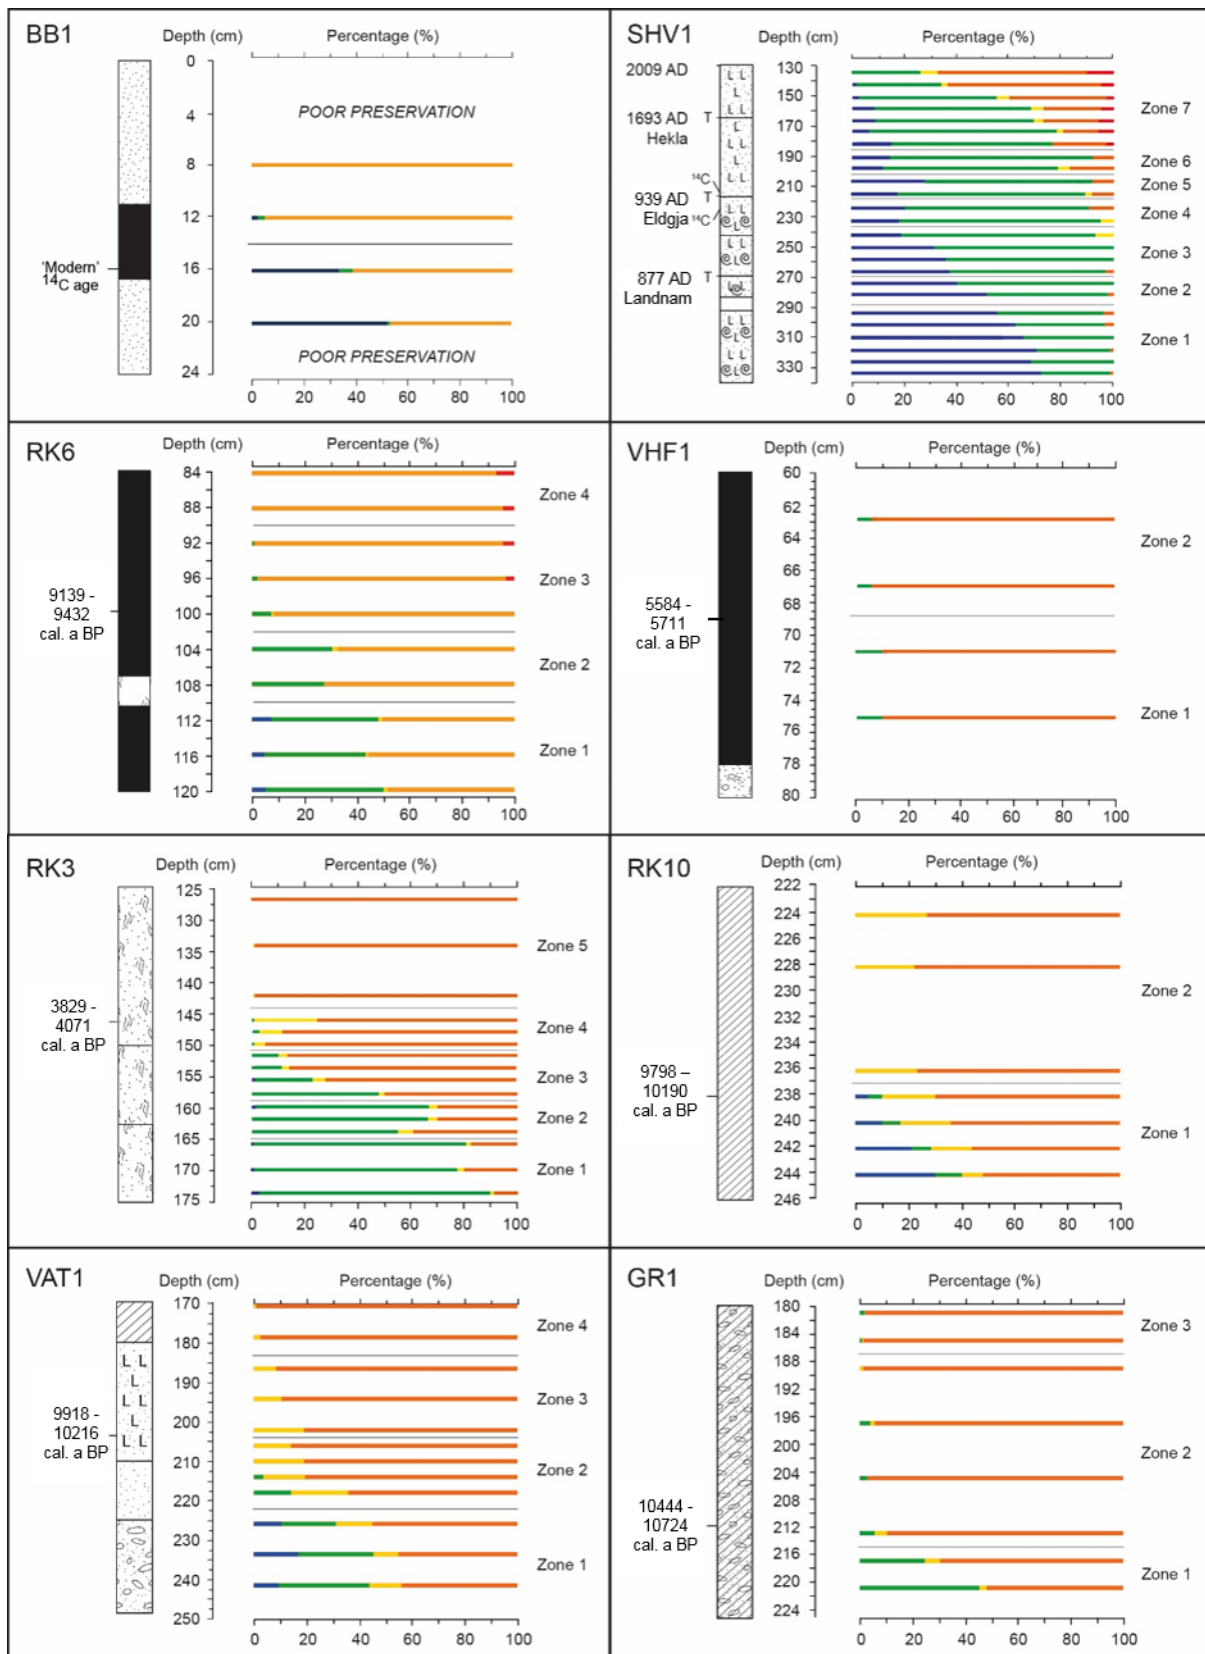 BB1
Depth (cm)
Percentage (%)
0
4
8
12
16
20
24
POOR PRESERVATION
POOR PRESERVATION
'Modern'
14C age
0 20 40 60 80 100
SHV1
Depth (cm)
Percentage (%)
2009 AD
1693 AD T
Hekla
14C
939 AD T
Eldgja 14C
877 AD T
Landnam
L L
L
L L
L
L
L L
L
L L
L L
L
L L
L
L L
L
L L
L
130
150
170
190
210
230
250
270
290
310
330
Zone 7
Zone 6
Zone 5
Zone 4
Zone 3
Zone 2
Zone 1
0 20 40 60 80 100
RK6
Depth (cm)
Percentage (%)
84
88
92
96
100
104
108
112
116
120
9139 -
9432
cal. a BP
Zone 4
Zone 3
Zone 2
Zone 1
0 20 40 60 80 100
VHF1
Depth (cm)
Percentage (%)
60
62
64
66
68
70
72
74
76
78
80
5584 -
5711
cal. a BP
Zone 2
Zone 1
0 20 40 60 80 100
RK3
Depth (cm)
Percentage (%)
125
130
135
142
145
150
155
160
165
170
175
3829 -
4071
cal. a BP
Zone 5
Zone 4
Zone 3
Zone 2
Zone 1
0 20 40 60 80 100
RK10
Depth (cm)
Percentage (%)
222
224
226
228
230
232
234
236
238
240
242
244
246
9798 –
10190
cal. a BP
Zone 2
Zone 1
0 20 40 60 80 100
VAT1
Depth (cm)
Percentage (%)
170
180
190
200
210
220
230
240
250
L L
L
L L
L
L L
9918 -
10216
cal. a BP
Zone 4
Zone 3
Zone 2
Zone 1
0 20 40 60 80 100
GR1
Depth (cm)
Percentage (%)
180
184
188
192
196
200
204
208
212
216
220
224
10444 -
10724
cal. a BP
Zone 3
Zone 2
Zone 1
0 20 40 60 80 100